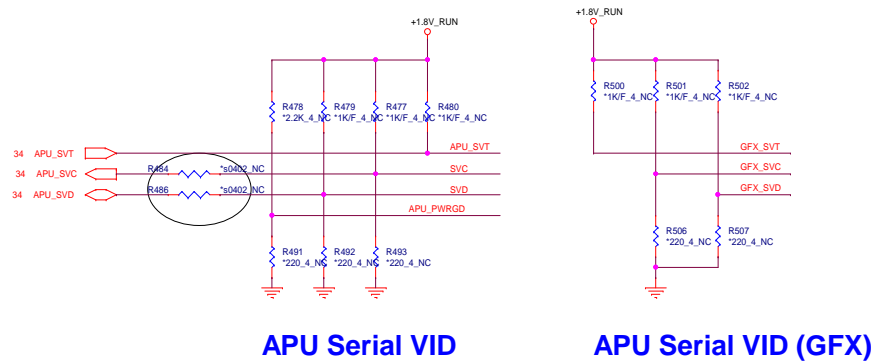 +1.8V_RUN
+1.8V_RUN
R478
*2.2K_4_NC
R479
*1K/F_4_NC
R477
*1K/F_4_NC
R480
*1K/F_4_NC
R500
*1K/F_4_NC
R501
*1K/F_4_NC
R502
*1K/F_4_NC
34 APU_SVT
APU_SVT
GFX_SVT
34 APU_SVC
R484
*s0402_NC
SVC
GFX_SVC
34 APU_SVD
R486
*s0402_NC
SVD
GFX_SVD
APU_PWRGD
R491
*220_4_NC
R492
*220_4_NC
R493
*220_4_NC
R506
*220_4_NC
R507
*220_4_NC
APU Serial VID
APU Serial VID (GFX)